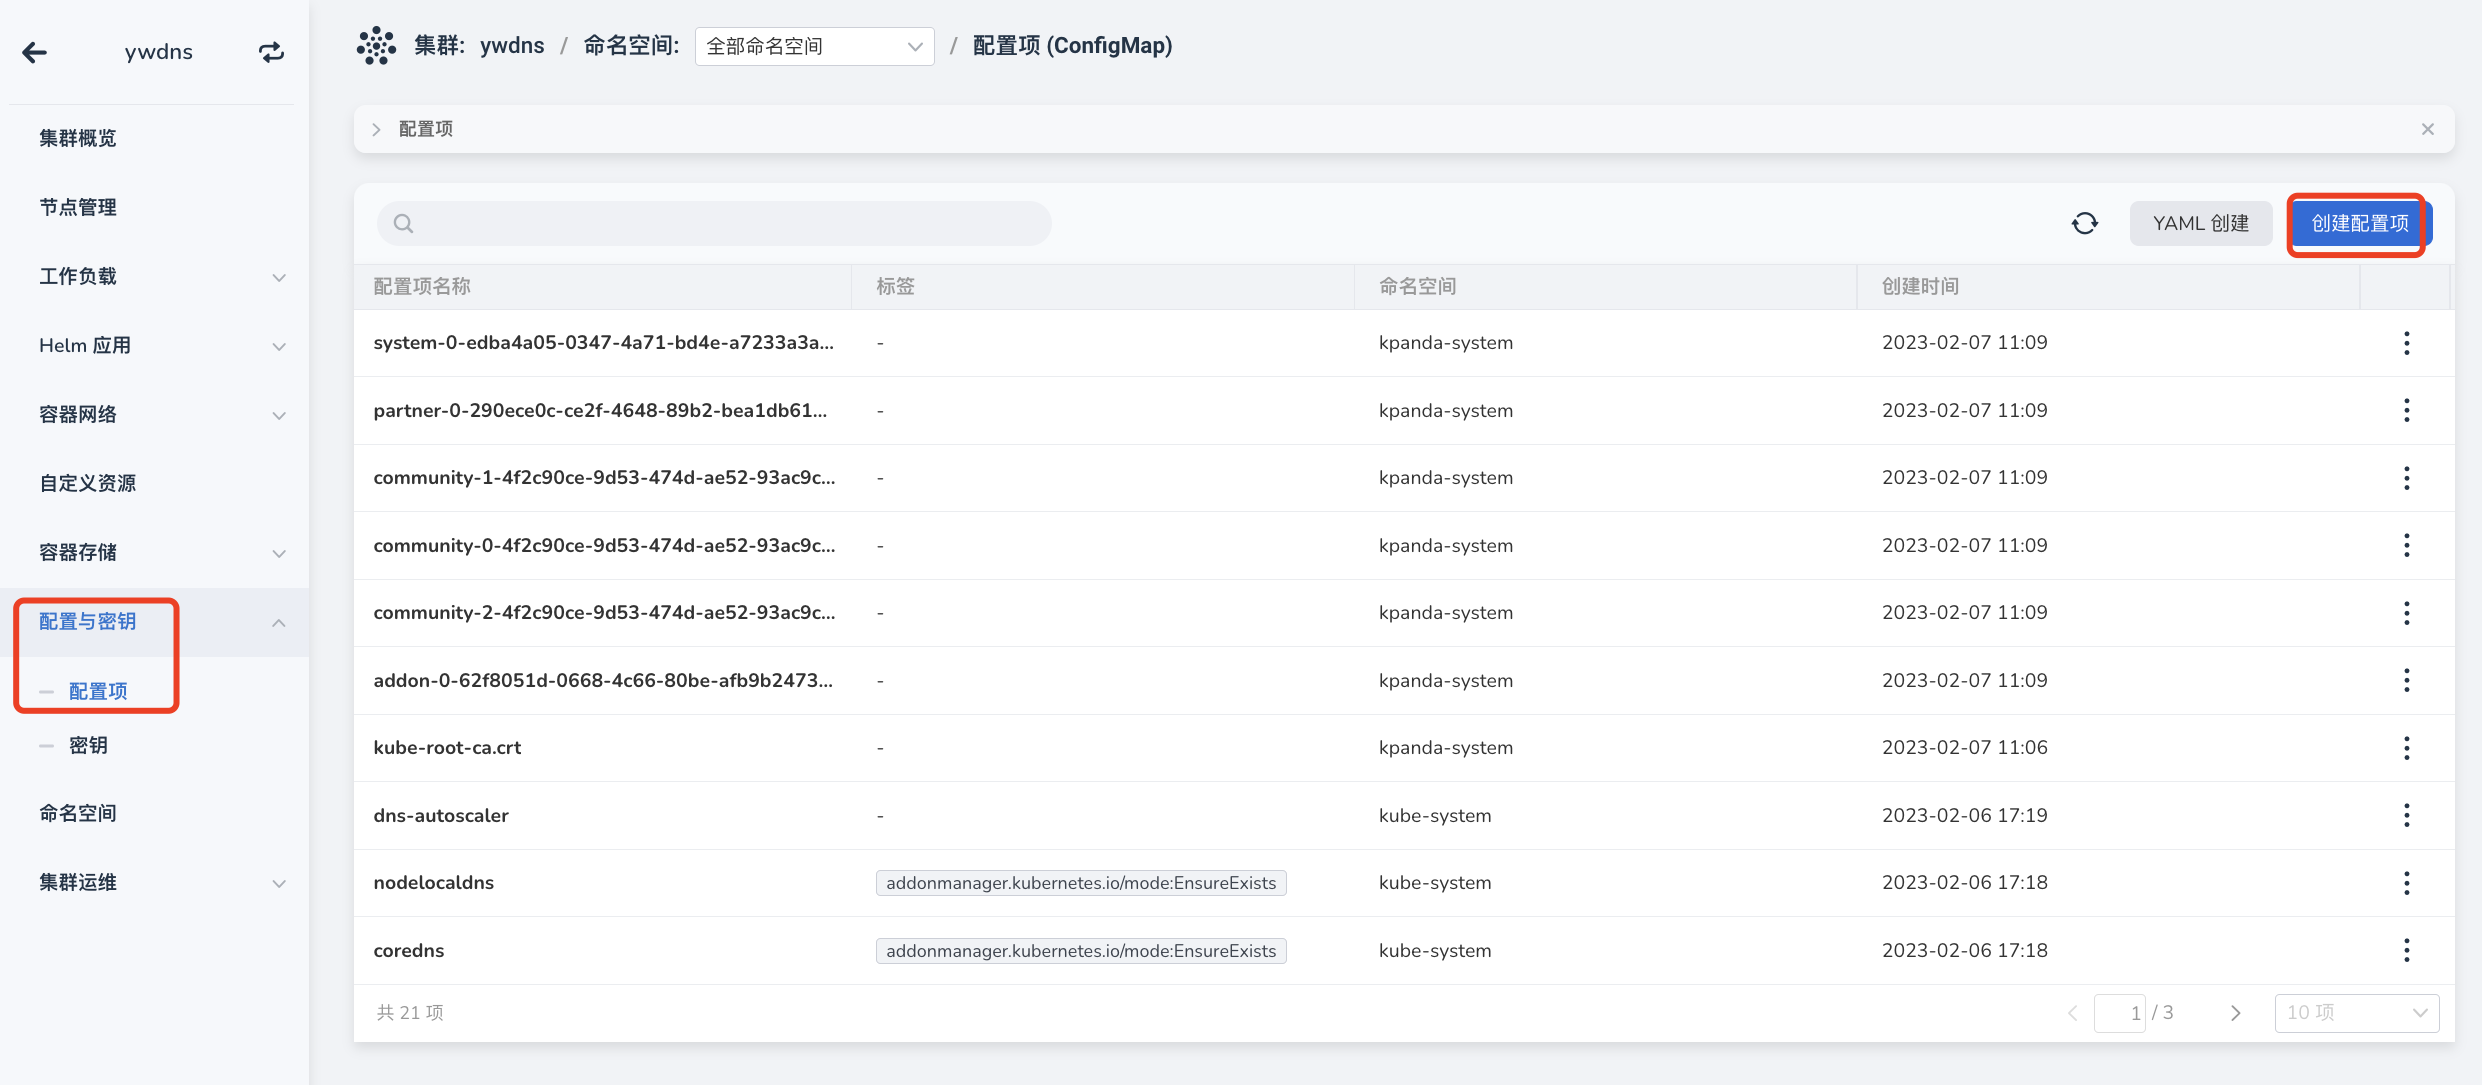 ywdns
集群概览
节点管理
工作负载
Helm 应用
容器网络
自定义资源
容器存储
配置与密钥
配置项
密钥
命名空间
集群运维
集群: ywdns / 命名空间: 全部命名空间 / 配置项 (ConfigMap)
配置项
YAML 创建 创建配置项
配置项名称 标签 命名空间 创建时间
system-0-edba4a05-0347-4a71-bd4e-a7233a3a... - kpanda-system 2023-02-07 11:09
partner-0-290ece0c-ce2f-4648-89b2-bea1db61... - kpanda-system 2023-02-07 11:09
community-1-4f2c90ce-9d53-474d-ae52-93ac9c... - kpanda-system 2023-02-07 11:09
community-0-4f2c90ce-9d53-474d-ae52-93ac9c... - kpanda-system 2023-02-07 11:09
community-2-4f2c90ce-9d53-474d-ae52-93ac9c... - kpanda-system 2023-02-07 11:09
addon-0-62f8051d-0668-4c66-80be-afb9b2473... - kpanda-system 2023-02-07 11:09
kube-root-ca.crt - kpanda-system 2023-02-07 11:06
dns-autoscaler - kube-system 2023-02-06 17:19
nodelocaldns addonmanager.kubernetes.io/mode:EnsureExists kube-system 2023-02-06 17:18
coredns addonmanager.kubernetes.io/mode:EnsureExists kube-system 2023-02-06 17:18
共 21 项 1 / 3 10 项